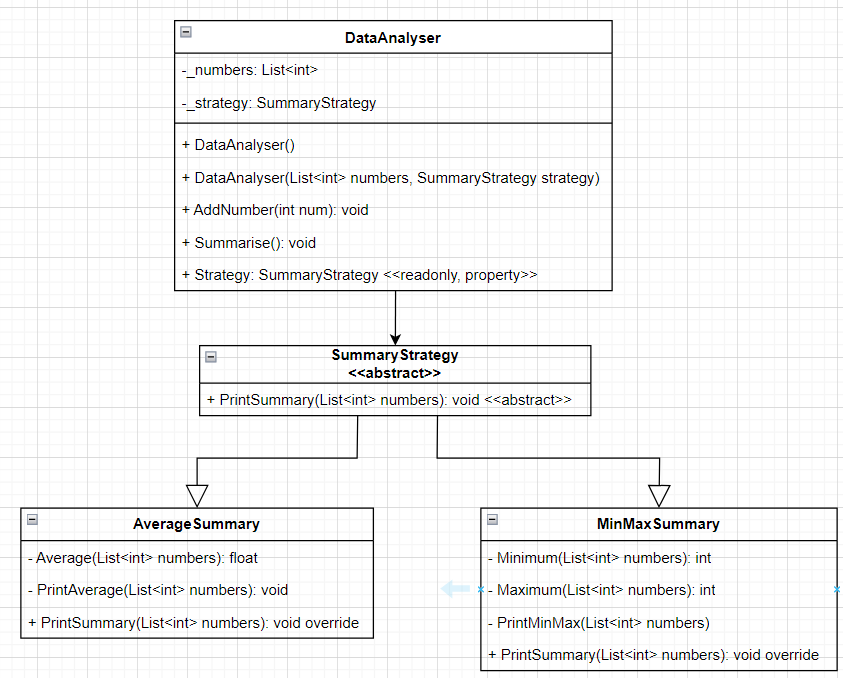 DataAnalyser
-_numbers: List<int>
-_strategy: SummaryStrategy
+ DataAnalyser()
+ DataAnalyser(List<int> numbers, SummaryStrategy strategy)
+ AddNumber(int num): void
+ Summarise(): void
+ Strategy: SummaryStrategy <<readonly, property>>
SummaryStrategy
<<abstract>>
+ PrintSummary(List<int> numbers): void <<abstract>>
AverageSummary
- Average(List<int> numbers): float
- PrintAverage(List<int> numbers): void
+ PrintSummary(List<int> numbers): void override
MinMaxSummary
- Minimum(List<int> numbers): int
- Maximum(List<int> numbers): int
- PrintMinMax(List<int> numbers)
+ PrintSummary(List<int> numbers): void override